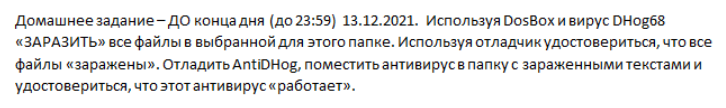 Домашнее задание – ДО конца дня (до 23:59) 13.12.2021. Используя DosBox и вирус DHog68
«ЗАРАЗИТЬ» все файлы в выбранной для этого папке. Используя отладчик удостовериться, что все
файлы «заражены». Отладить AntiDHog, поместить антивирус в папку с зараженными текстами и
удостовериться, что этот антивирус «работает».